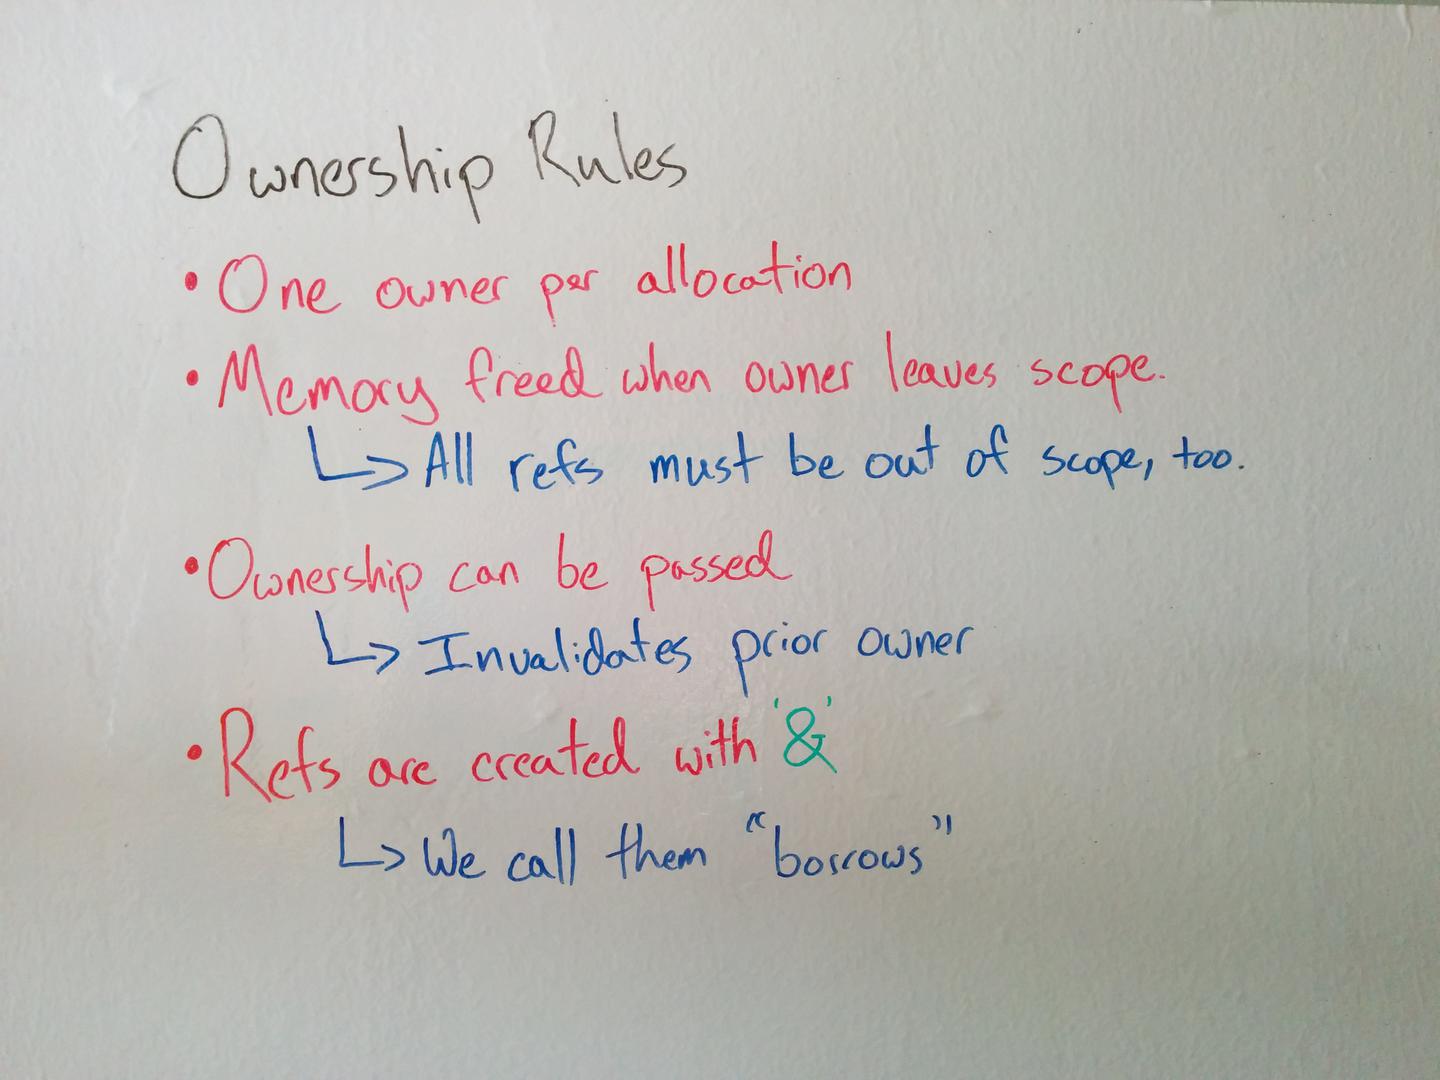 Ownership Rules
• One owner per allocation
• Memory freed when owner leaves scope.
↳ All refs must be out of scope, too.
• Ownership can be passed
↳ Invalidates prior owner
• Refs are created with '&'
↳ We call them "borrows"